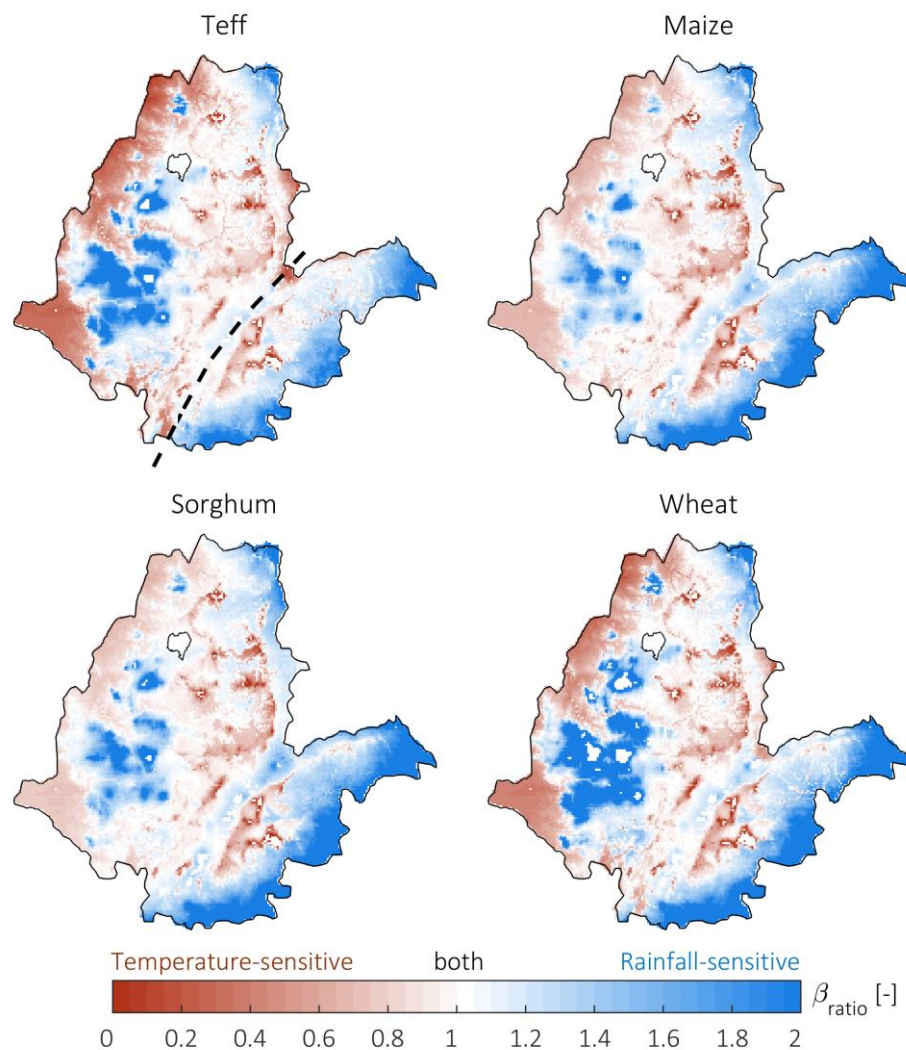 Teff
Maize
Sorghum
Wheat
Temperature-sensitive both Rainfall-sensitive
β_ratio [-]
0 0.2 0.4 0.6 0.8 1 1.2 1.4 1.6 1.8 2